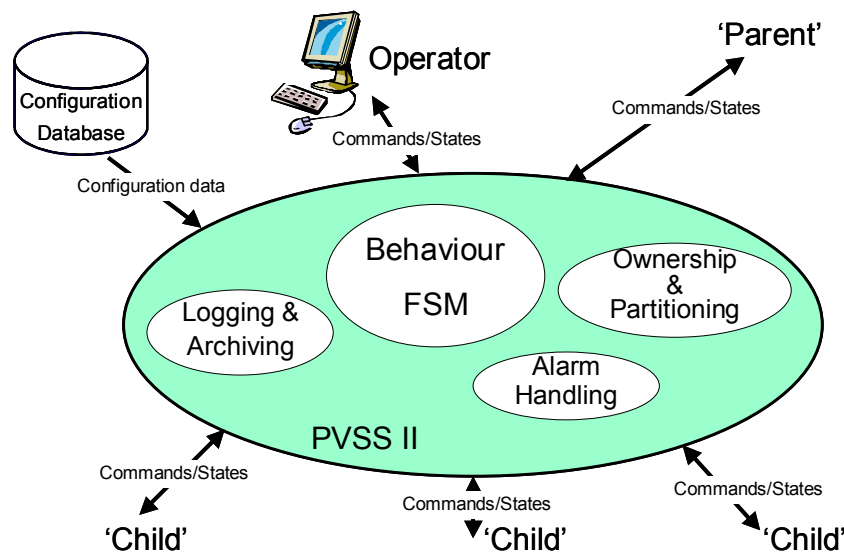 'Parent'
Operator
Configuration
Database
Commands/States
Commands/States
Configuration data
Behaviour
FSM
Ownership
&
Partitioning
Logging &
Archiving
Alarm
Handling
PVSS II
Commands/States
Commands/States
Commands/States
'Child'
'Child'
'Child'